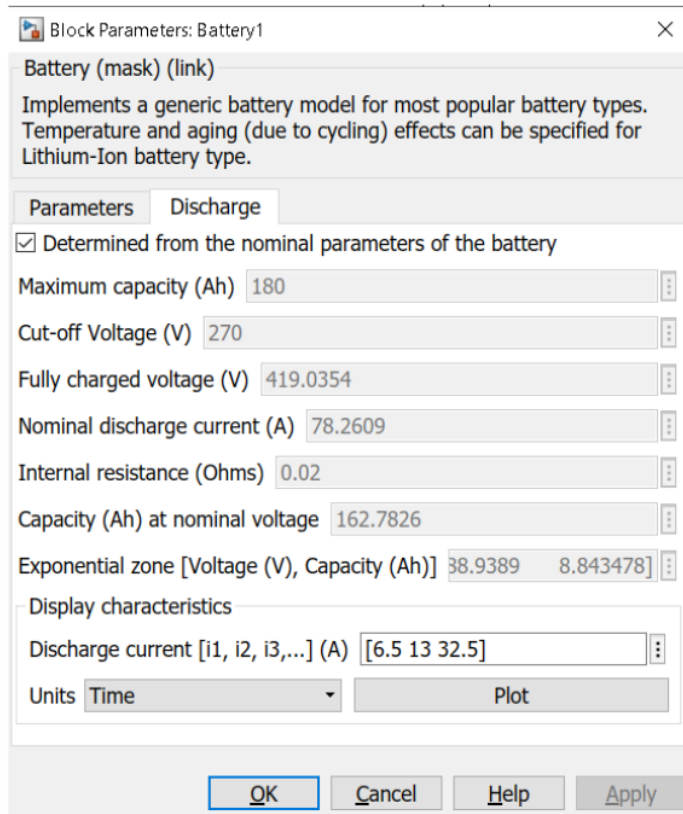 Block Parameters: Battery1
Battery (mask) (link)
Implements a generic battery model for most popular battery types.
Temperature and aging (due to cycling) effects can be specified for
Lithium-Ion battery type.
Parameters Discharge
Determined from the nominal parameters of the battery
Maximum capacity (Ah) 180
Cut-off Voltage (V) 270
Fully charged voltage (V) 419.0354
Nominal discharge current (A) 78.2609
Internal resistance (Ohms) 0.02
Capacity (Ah) at nominal voltage 162.7826
Exponential zone [Voltage (V), Capacity (Ah)] 38.9389 8.843478]
Display characteristics
Discharge current [i1, i2, i3,...] (A) [6.5 13 32.5]
Units Time Plot
OK Cancel Help Apply